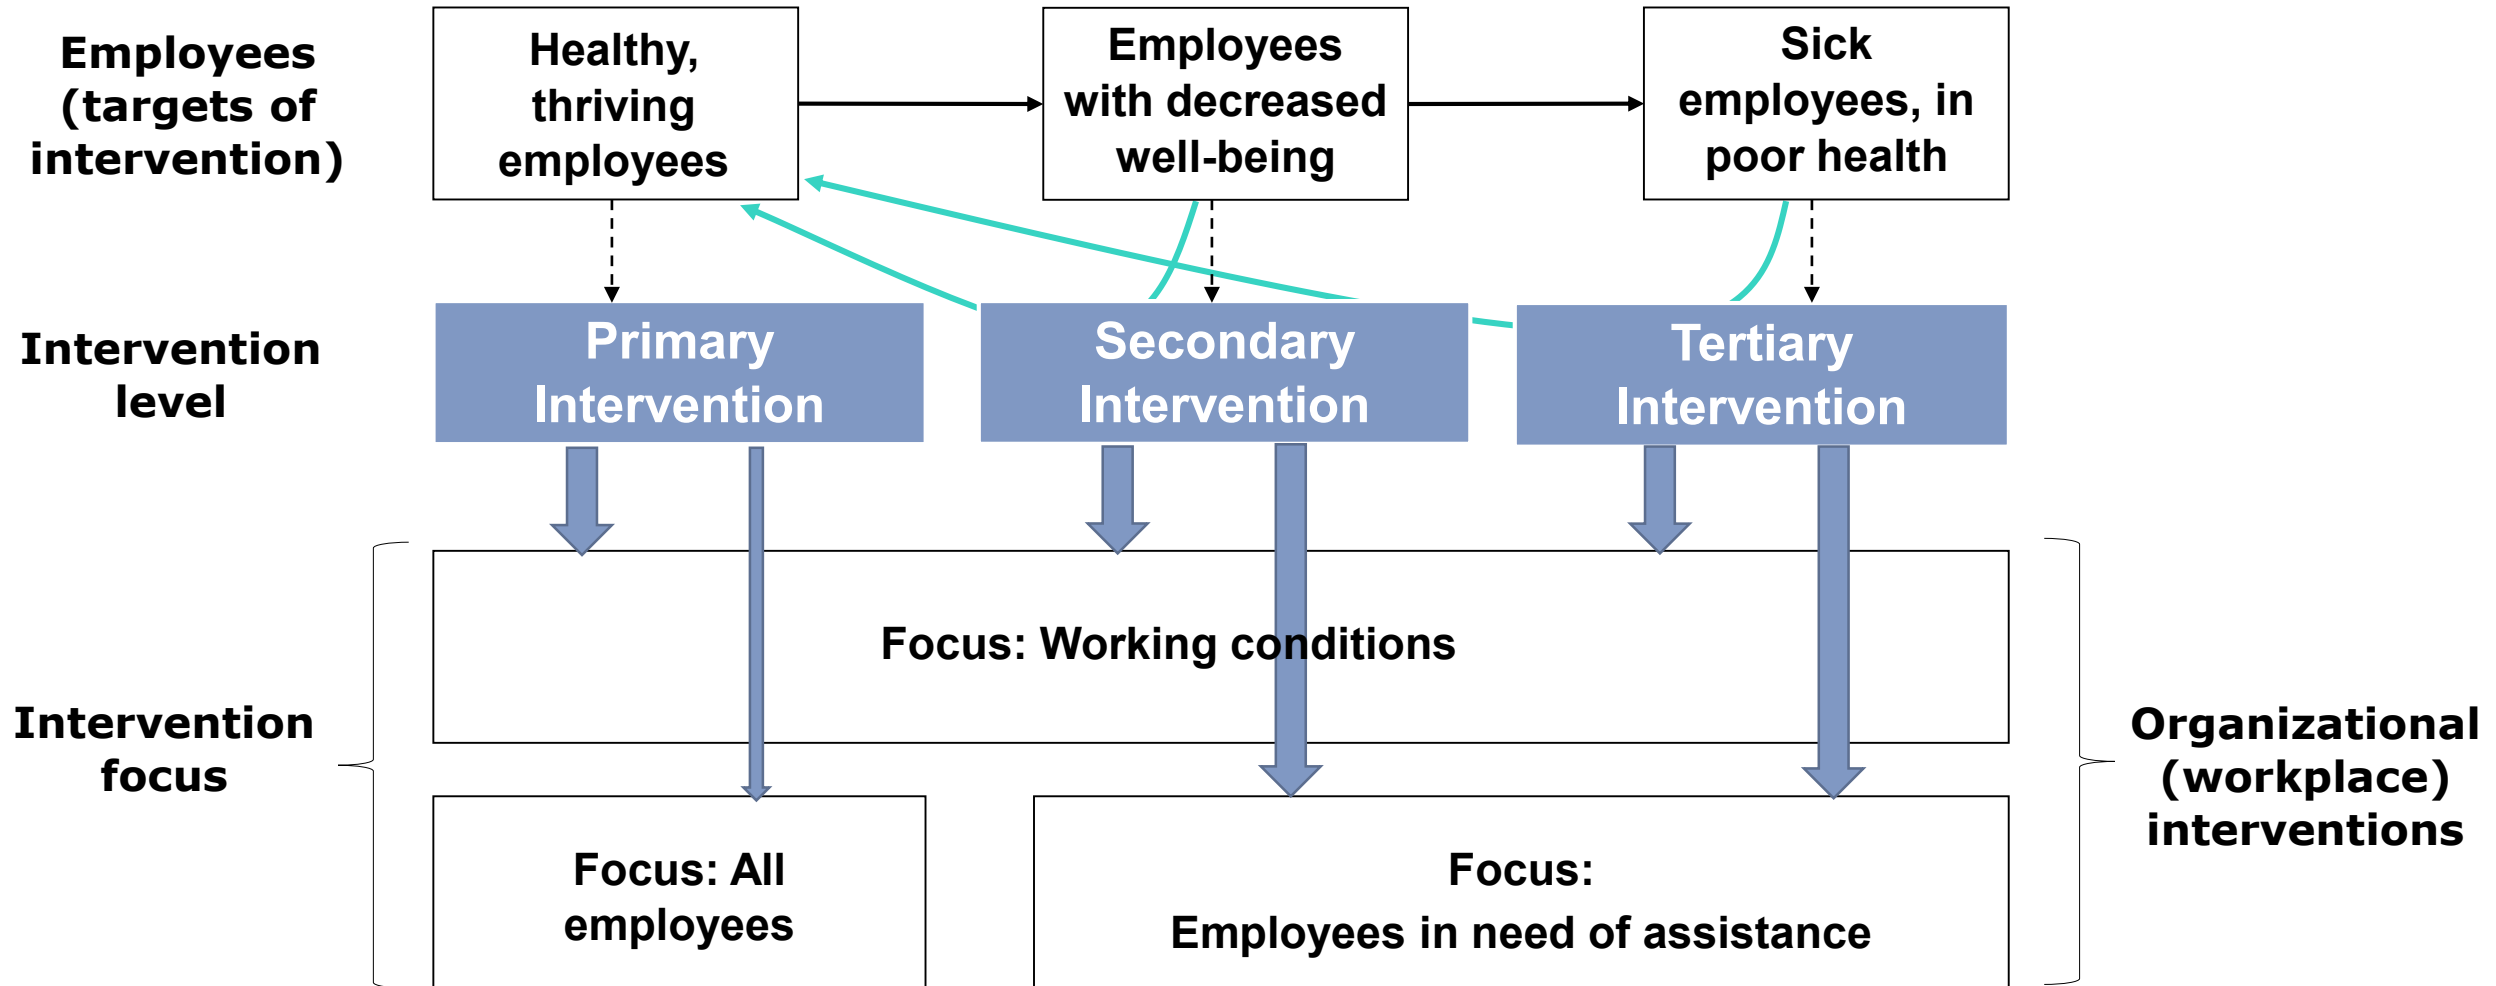 Employees
(targets of
intervention)
Healthy,
thriving
employees
Employees
with decreased
well-being
Sick
employees, in
poor health
Intervention
level
Primary
Intervention
Secondary
Intervention
Tertiary
Intervention
Intervention
focus
Focus: Working conditions
Organizational
(workplace)
interventions
Focus: All
employees
Focus:
Employees in need of assistance